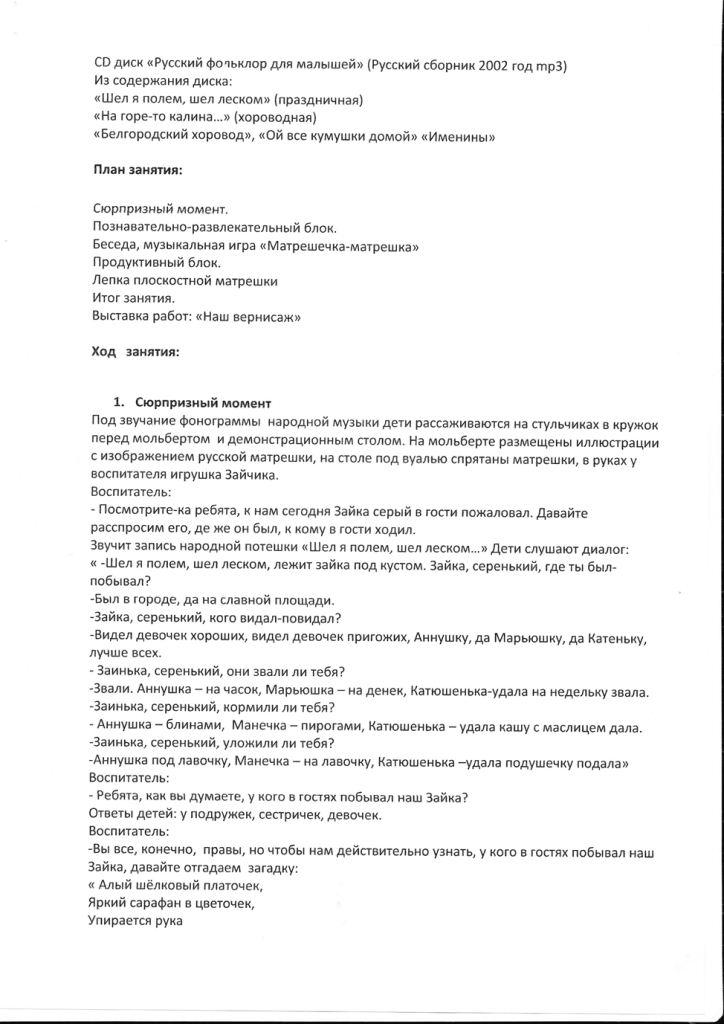 CD диск «Русский фольклор для малышей» (Русский сборник 2002 год mp3)
Из содержания диска:
«Шел я полем, шел леском» (праздничная)
«На горе-то калина…» (хороводная)
«Белгородский хоровод», «Ой все кумушки домой» «Именины»
План занятия:
Сюрпризный момент.
Познавательно-развлекательный блок.
Беседа, музыкальная игра «Матрешечка-матрешка»
Продуктивный блок.
Лепка плоскостной матрешки
Итог занятия.
Выставка работ: «Наш вернисаж»
Ход занятия:
1. Сюрпризный момент
Под звучание фонограммы народной музыки дети рассаживаются на стульчиках в кружок
перед мольбертом и демонстрационным столом. На мольберте размещены иллюстрации
с изображением русской матрешки, на столе под вуалью спрятаны матрешки, в руках у
воспитателя игрушка Зайчика.
Воспитатель:
- Посмотрите-ка ребята, к нам сегодня Зайка серый в гости пожаловал. Давайте
расспросим его, где же он был, к кому в гости ходил.
Звучит запись народной потешки «Шел я полем, шел леском…» Дети слушают диалог:
« -Шел я полем, шел леском, лежит зайка под кустом. Зайка, серенький, где ты был-
побывал?
-Был в городе, да на славной площади.
-Зайка, серенький, кого видал-повидал?
-Видел девочек хороших, видел девочек пригожих, Аннушку, да Марьюшку, да Катеньку,
лучше всех.
- Заинька, серенький, они звали ли тебя?
-Звали. Аннушка – на часок, Марьюшка – на денек, Катюшенька-удала на недельку звала.
-Заинька, серенький, кормили ли тебя?
- Аннушка – блинами, Манечка – пирогами, Катюшенька – удала кашу с маслицем дала.
-Заинька, серенький, уложили ли тебя?
-Аннушка под лавочку, Манечка – на лавочку, Катюшенька –удала подушечку подала»
Воспитатель:
- Ребята, как вы думаете, у кого в гостях побывал наш Зайка?
Ответы детей: у подружек, сестричек, девочек.
Воспитатель:
-Вы все, конечно, правы, но чтобы нам действительно узнать, у кого в гостях побывал наш
Зайка, давайте отгадаем загадку:
« Алый шёлковый платочек,
Яркий сарафан в цветочек,
Упирается рука